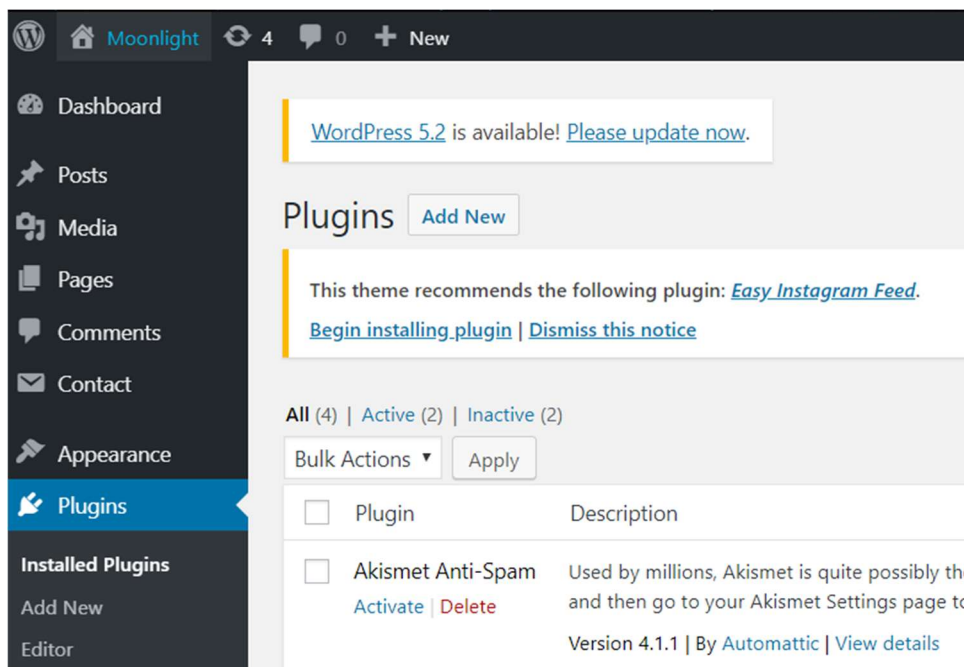 Moonlight 4 0 New
Dashboard
Posts
Media
Pages
Comments
Contact
Appearance
Plugins
Installed Plugins
Add New
Editor
WordPress 5.2 is available! Please update now.
Plugins Add New
This theme recommends the following plugin: Easy Instagram Feed.
Begin installing plugin | Dismiss this notice
All (4) | Active (2) | Inactive (2)
Bulk Actions Apply
Plugin Description
Akismet Anti-Spam Used by millions, Akismet is quite possibly the
Activate | Delete and then go to your Akismet Settings page to
Version 4.1.1 | By Automattic | View details